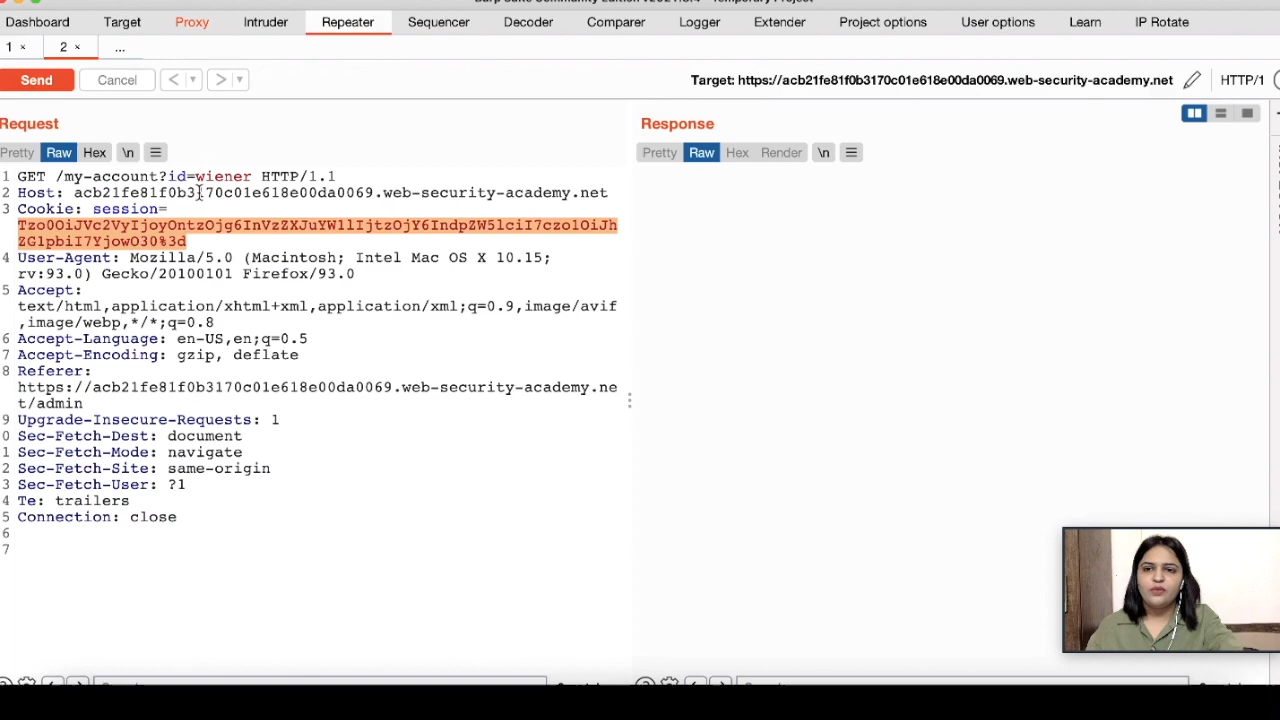 Dashboard Target Proxy Intruder Repeater Sequencer Decoder Comparer Logger Extender Project options User options Learn IP Rotate
1 × 2 × ...
Send Cancel < >
Target: https://acb21fe81f0b3170c01e618e00da0069.web-security-academy.net HTTP/1
Request
Pretty Raw Hex \n
1 GET /my-account?id=wiener HTTP/1.1
2 Host: acb21fe81f0b3170c01e618e00da0069.web-security-academy.net
3 Cookie: session=
Tzo0OiJVc2VyIjoyOntzOjg6InVzZXJuYW1lIjtzOjY6IndpZW5lciI7czo1OiJh
ZG1pbiI7YjowO30%3d
4 User-Agent: Mozilla/5.0 (Macintosh; Intel Mac OS X 10.15;
rv:93.0) Gecko/20100101 Firefox/93.0
5 Accept:
text/html,application/xhtml+xml,application/xml;q=0.9,image/avif
,image/webp,*/*;q=0.8
6 Accept-Language: en-US,en;q=0.5
7 Accept-Encoding: gzip, deflate
8 Referer:
https://acb21fe81f0b3170c01e618e00da0069.web-security-academy.ne
t/admin
9 Upgrade-Insecure-Requests: 1
0 Sec-Fetch-Dest: document
1 Sec-Fetch-Mode: navigate
2 Sec-Fetch-Site: same-origin
3 Sec-Fetch-User: ?1
4 Te: trailers
5 Connection: close
6
7
Response
Pretty Raw Hex Render \n